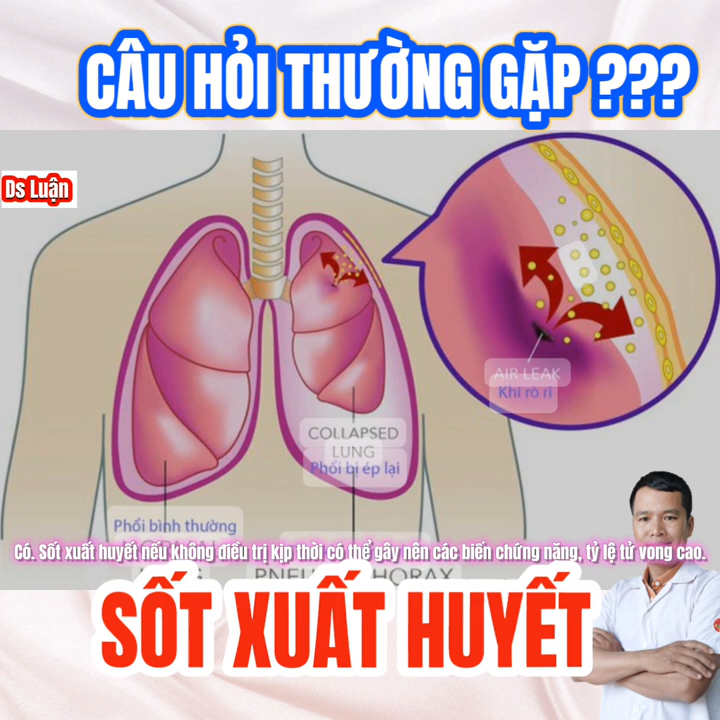 CÂU HỎI THƯỜNG GẶP ???
Ds Luận
AIR LEAK
Khí rò rỉ
COLLAPSED
LUNG
Phổi bị ép lại
Phổi bình thường
Có. Sốt xuất huyết nếu không điều trị kịp thời có thể gây nên các biến chứng nặng, tỷ lệ tử vong cao.
SỐT XUẤT HUYẾT